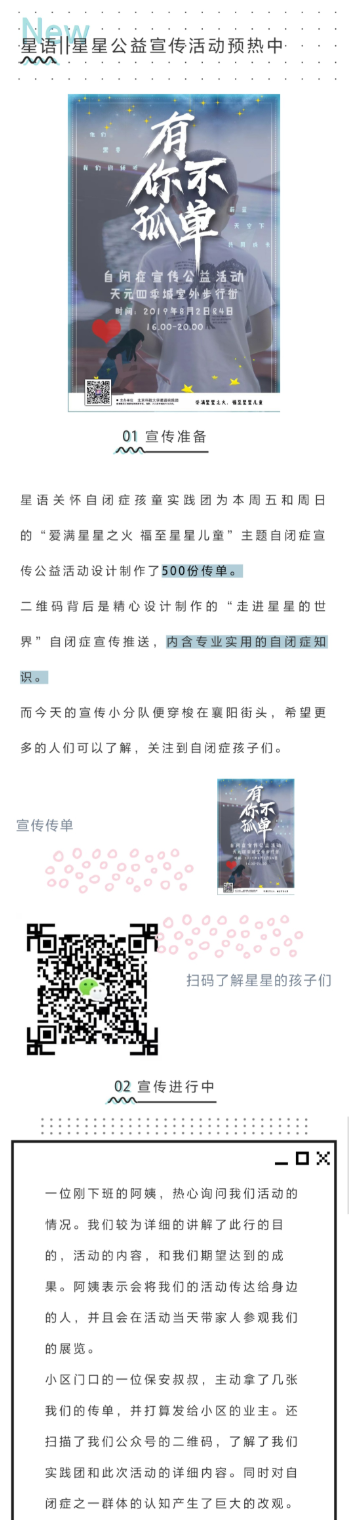 New
星语||星星公益宣传活动预热中
有你不孤单
我们的陪伴
天空下
自闭症宣传公益活动
天元四季城室外步行街
时间：2019年8月2日及4日
16:00-20:00
爱满星星之火，福至星星儿童
01 宣传准备
星语关怀自闭症孩童实践团为本周五和周日
的“爱满星星之火 福至星星儿童”主题自闭症宣
传公益活动设计制作了500份传单。
二维码背后是精心设计制作的“走进星星的世
界”自闭症宣传推送，内含专业实用的自闭症知
识。
而今天的宣传小分队便穿梭在襄阳街头，希望更
多的人们可以了解，关注到自闭症孩子们。
宣传传单
有你不孤单
扫码了解星星的孩子们
02 宣传进行中
一位刚下班的阿姨，热心询问我们活动的
情况。我们较为详细的讲解了此行的目
的，活动的内容，和我们期望达到的成
果。阿姨表示会将我们的活动传达给身边
的人，并且会在活动当天带家人参观我们
的展览。
小区门口的一位保安叔叔，主动拿了几张
我们的传单，并打算发给小区的业主。还
扫描了我们公众号的二维码，了解了我们
实践团和此次活动的详细内容。同时对自
闭症之一群体的认知产生了巨大的改观。